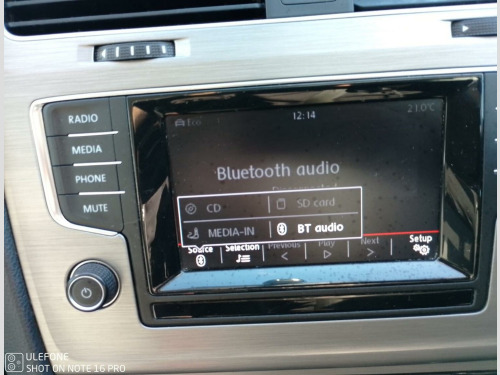 RADIO
MEDIA
PHONE
MUTE
Eco
12:14
21.0°C
Bluetooth audio
CD
SD card
MEDIA-IN
BT audio
Source
Selection
Previous
Play
Next
Setup
ULEFONE
SHOT ON NOTE 16 PRO